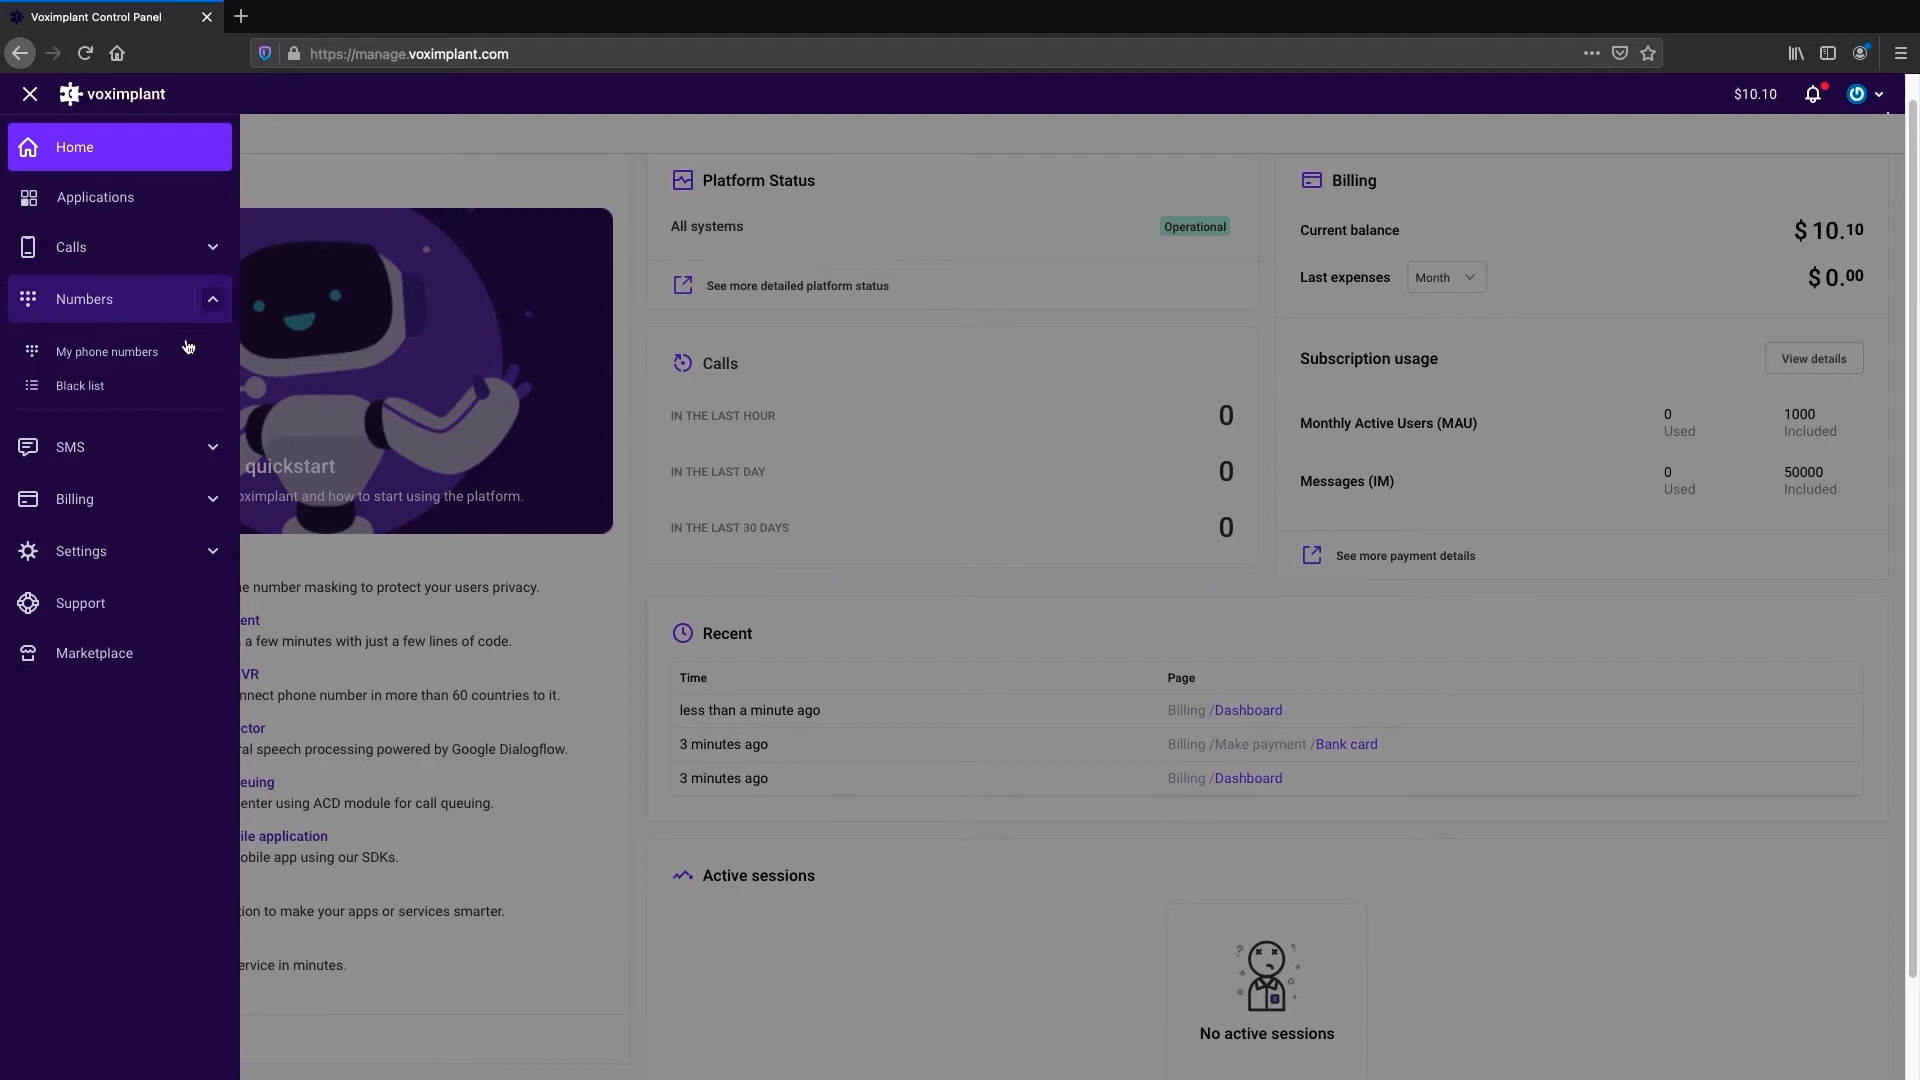 Voximplant Control Panel
https://manage.voximplant.com
voximplant
$10.10
Home
Applications
Calls
Numbers
My phone numbers
Black list
SMS
Billing
Settings
Support
Marketplace
quickstart
oximplant and how to start using the platform.
e number masking to protect your users privacy.
ent
a few minutes with just a few lines of code.
VR
nnect phone number in more than 60 countries to it.
ctor
ral speech processing powered by Google Dialogflow.
euing
enter using ACD module for call queuing.
ile application
obile app using our SDKs.
tion to make your apps or services smarter.
ervice in minutes.
Platform Status
All systems Operational
See more detailed platform status
Calls
IN THE LAST HOUR 0
IN THE LAST DAY 0
IN THE LAST 30 DAYS 0
Billing
Current balance $ 10.10
Last expenses Month $ 0.00
Subscription usage View details
Monthly Active Users (MAU) 0 1000
Used Included
Messages (IM) 0 50000
Used Included
See more payment details
Recent
Time Page
less than a minute ago Billing /Dashboard
3 minutes ago Billing /Make payment /Bank card
3 minutes ago Billing /Dashboard
Active sessions
No active sessions